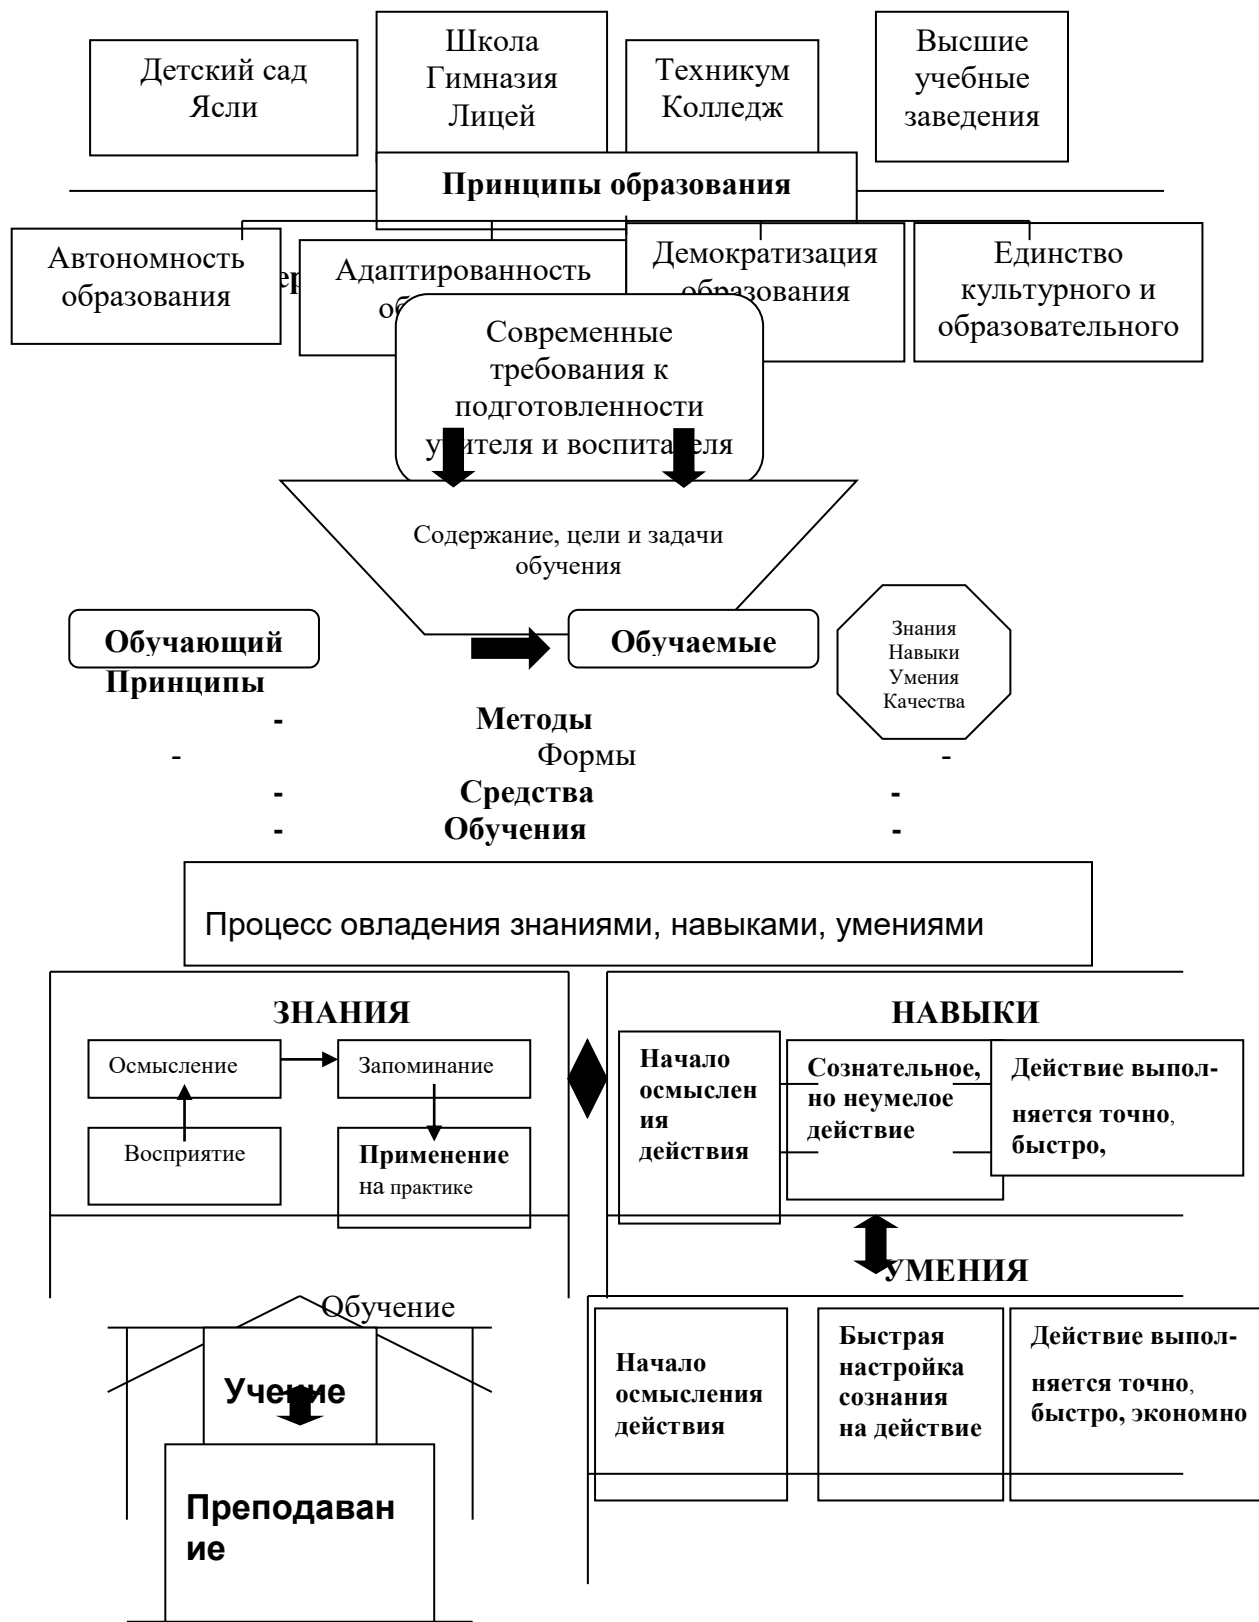 Детский сад
Ясли
Школа
Гимназия
Лицей
Техникум
Колледж
Высшие
учебные
заведения
Принципы образования
Автономность
образования
Адаптированность
Демократизация
образования
Единство
культурного и
образовательного
Современные
требования к
подготовленности
учителя и воспитателя
Содержание, цели и задачи
обучения
Обучающий
Обучаемые
Знания
Навыки
Умения
Качества
Принципы
- Методы
- Формы -
- Средства -
- Обучения -
Процесс овладения знаниями, навыками, умениями
ЗНАНИЯ
Осмысление
Запоминание
Восприятие
Применение
на практике
НАВЫКИ
Начало
осмыслен
ия
действия
Сознательное,
но неумелое
действие
Действие выпол-
няется точно,
быстро,
УМЕНИЯ
Начало
осмысления
действия
Быстрая
настройка
сознания
на действие
Действие выпол-
няется точно,
быстро, экономно
Обучение
Учение
Преподаван
ие